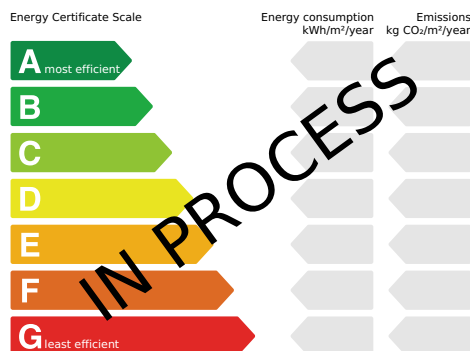 Energy Certificate Scale
Energy consumption
kWh/m²/year
Emissions
kg CO₂/m²/year
A most efficient
B
C
D
E
F
G least efficient
IN PROCESS